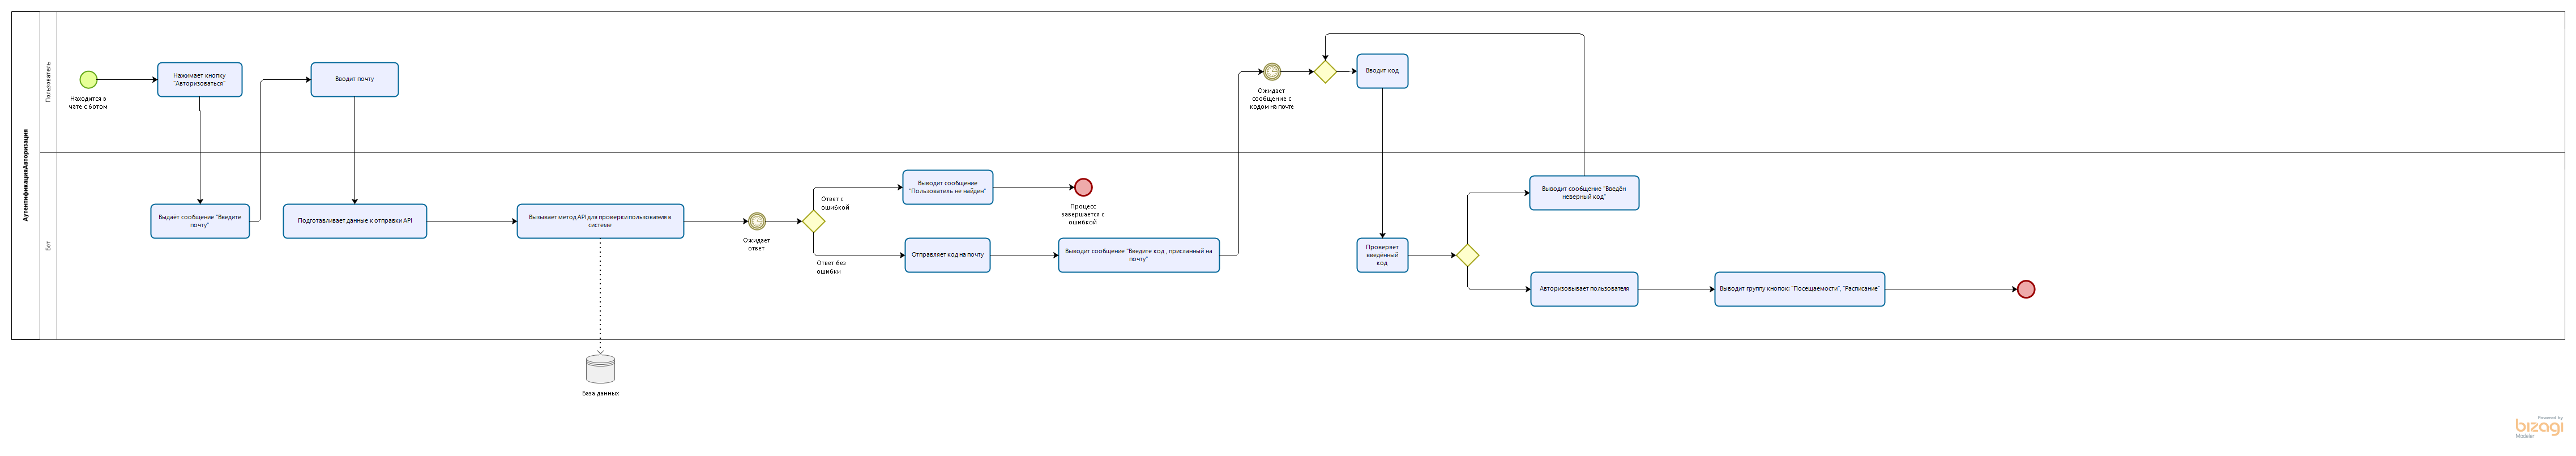 Аутентификация\Авторизация
Пользователь
Находится в
чате с ботом
Нажимает кнопку
"Авторизоваться"
Вводит почту
Ожидает
сообщение с
кодом на почте
Вводит код
Бот
Выдаёт сообщение "Введите
почту"
Подготавливает данные к отправки API
Вызывает метод API для проверки пользователя в
системе
Ожидает
ответ
Ответ с
ошибкой
Ответ без
ошибки
Выводит сообщение
"Пользователь не найден"
Процесс
завершается с
ошибкой
Отправляет код на почту
Выводит сообщение "Введите код , присланный на
почту"
Проверяет
введённый
код
Выводит сообщение "Введён
неверный код"
Авторизовывает пользователя
Выводит группу кнопок: "Посещаемости", "Расписание"
База данных
Powered by
bizagi
Modeler